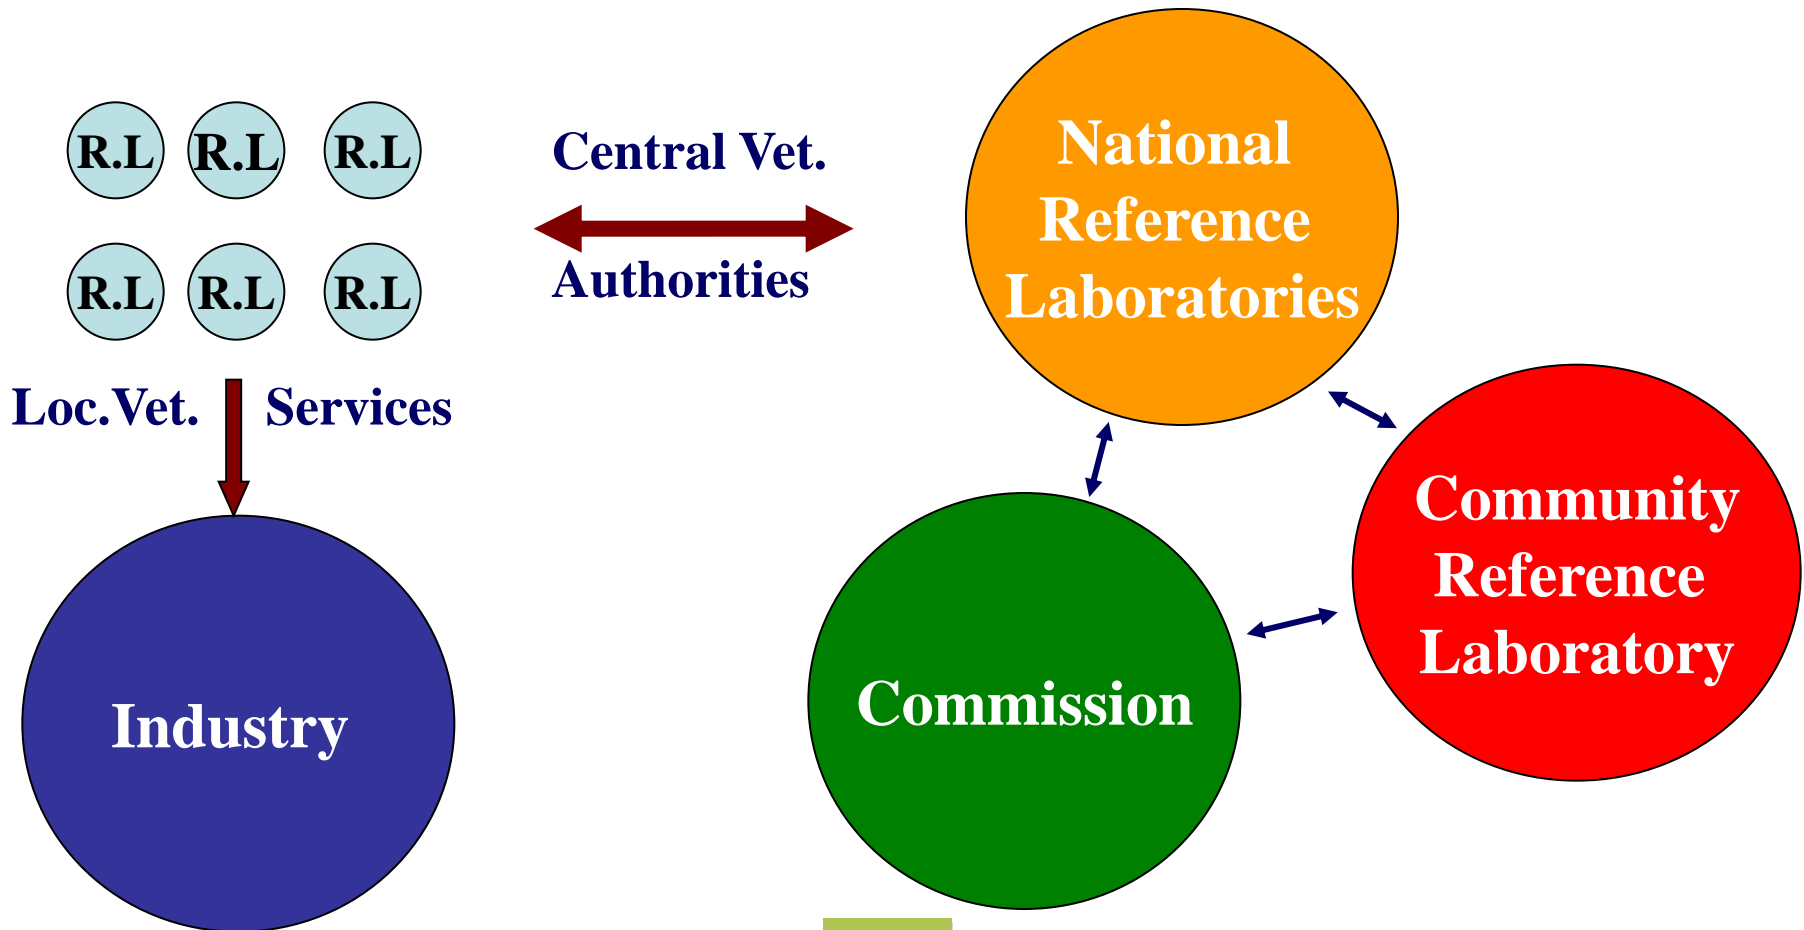 R.L R.L R.L
R.L R.L R.L
Central Vet.
Authorities
Loc.Vet. Services
Industry
National
Reference
Laboratories
Community
Reference
Laboratory
Commission